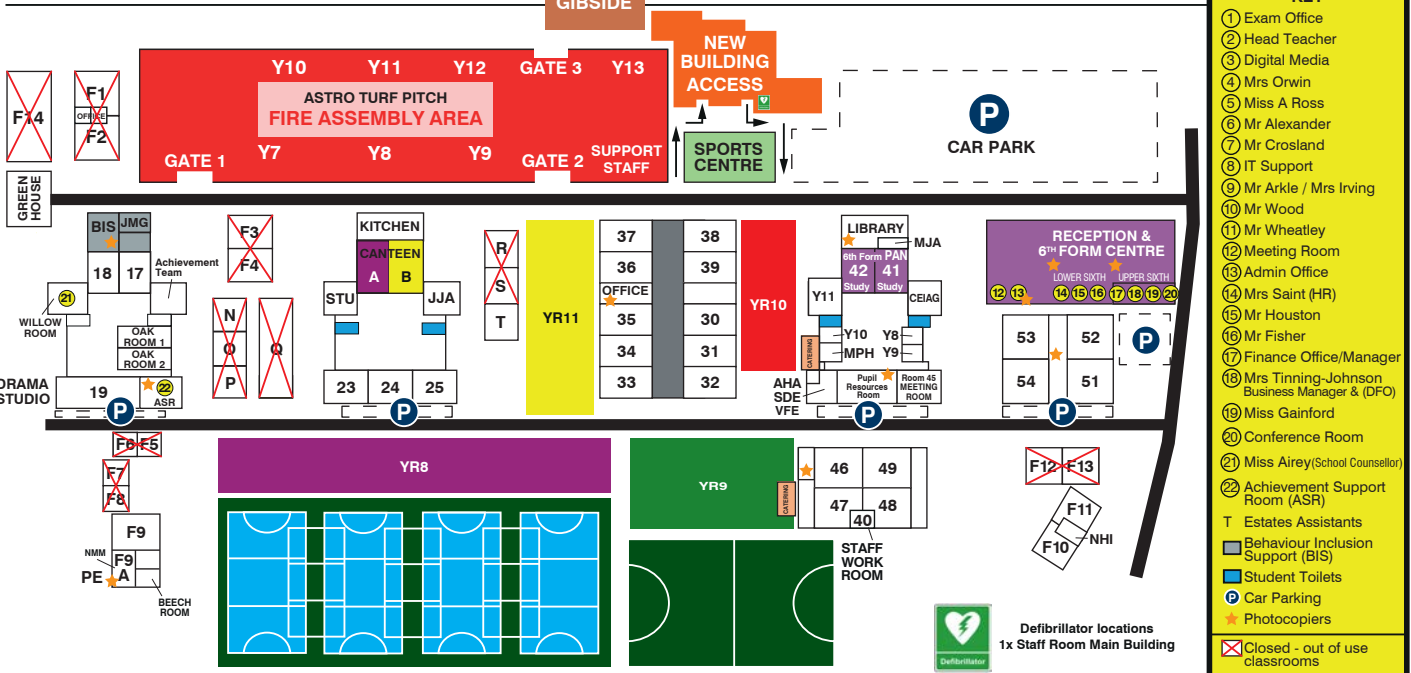 GIBSIDE
NEW
BUILDING
ACCESS
Y10
Y11
Y12
GATE 3
Y13
ASTRO TURF PITCH
FIRE ASSEMBLY AREA
Y7
Y8
Y9
GATE 1
GATE 2
SUPPORT
STAFF
SPORTS
CENTRE
P
CAR PARK
F14
F1
OFFICE
F2
GREEN
HOUSE
BIS
JMG
18
17
Achievement
Team
21
WILLOW
ROOM
OAK
ROOM 1
OAK
ROOM 2
DRAMA
STUDIO
19
22
ASR
P
F3
F4
N
O
P
Q
KITCHEN
CANTEEN
A
B
STU
JJA
23
24
25
P
R
S
T
YR11
37
38
36
39
OFFICE
35
30
34
31
33
32
YR10
LIBRARY
MJA
6th Form PAN
42
41
Study
Study
Y11
CEIAG
Y10
Y8
MPH
Y9
CATERING
AHA
SDE
VFE
Pupil
Resources
Room
Room 45
MEETING
ROOM
P
RECEPTION &
6TH FORM CENTRE
LOWER SIXTH
UPPER SIXTH
12
13
14
15
16
17
18
19
20
53
52
54
51
P
P
F6
F5
F7
F8
F9
NMM
F9
A
PE
BEECH
ROOM
YR8
YR9
CATERING
46
49
47
48
40
STAFF
WORK
ROOM
F12
F13
F11
F10
NHI
Defibrillator
Defibrillator locations
1x Staff Room Main Building
1 Exam Office
2 Head Teacher
3 Digital Media
4 Mrs Orwin
5 Miss A Ross
6 Mr Alexander
7 Mr Crosland
8 IT Support
9 Mr Arkle / Mrs Irving
10 Mr Wood
11 Mr Wheatley
12 Meeting Room
13 Admin Office
14 Mrs Saint (HR)
15 Mr Houston
16 Mr Fisher
17 Finance Office/Manager
18 Mrs Tinning-Johnson
Business Manager & (DFO)
19 Miss Gainford
20 Conference Room
21 Miss Airey(School Counsellor)
22 Achievement Support
Room (ASR)
T Estates Assistants
Behaviour Inclusion
Support (BIS)
Student Toilets
P Car Parking
Photocopiers
Closed - out of use
classrooms